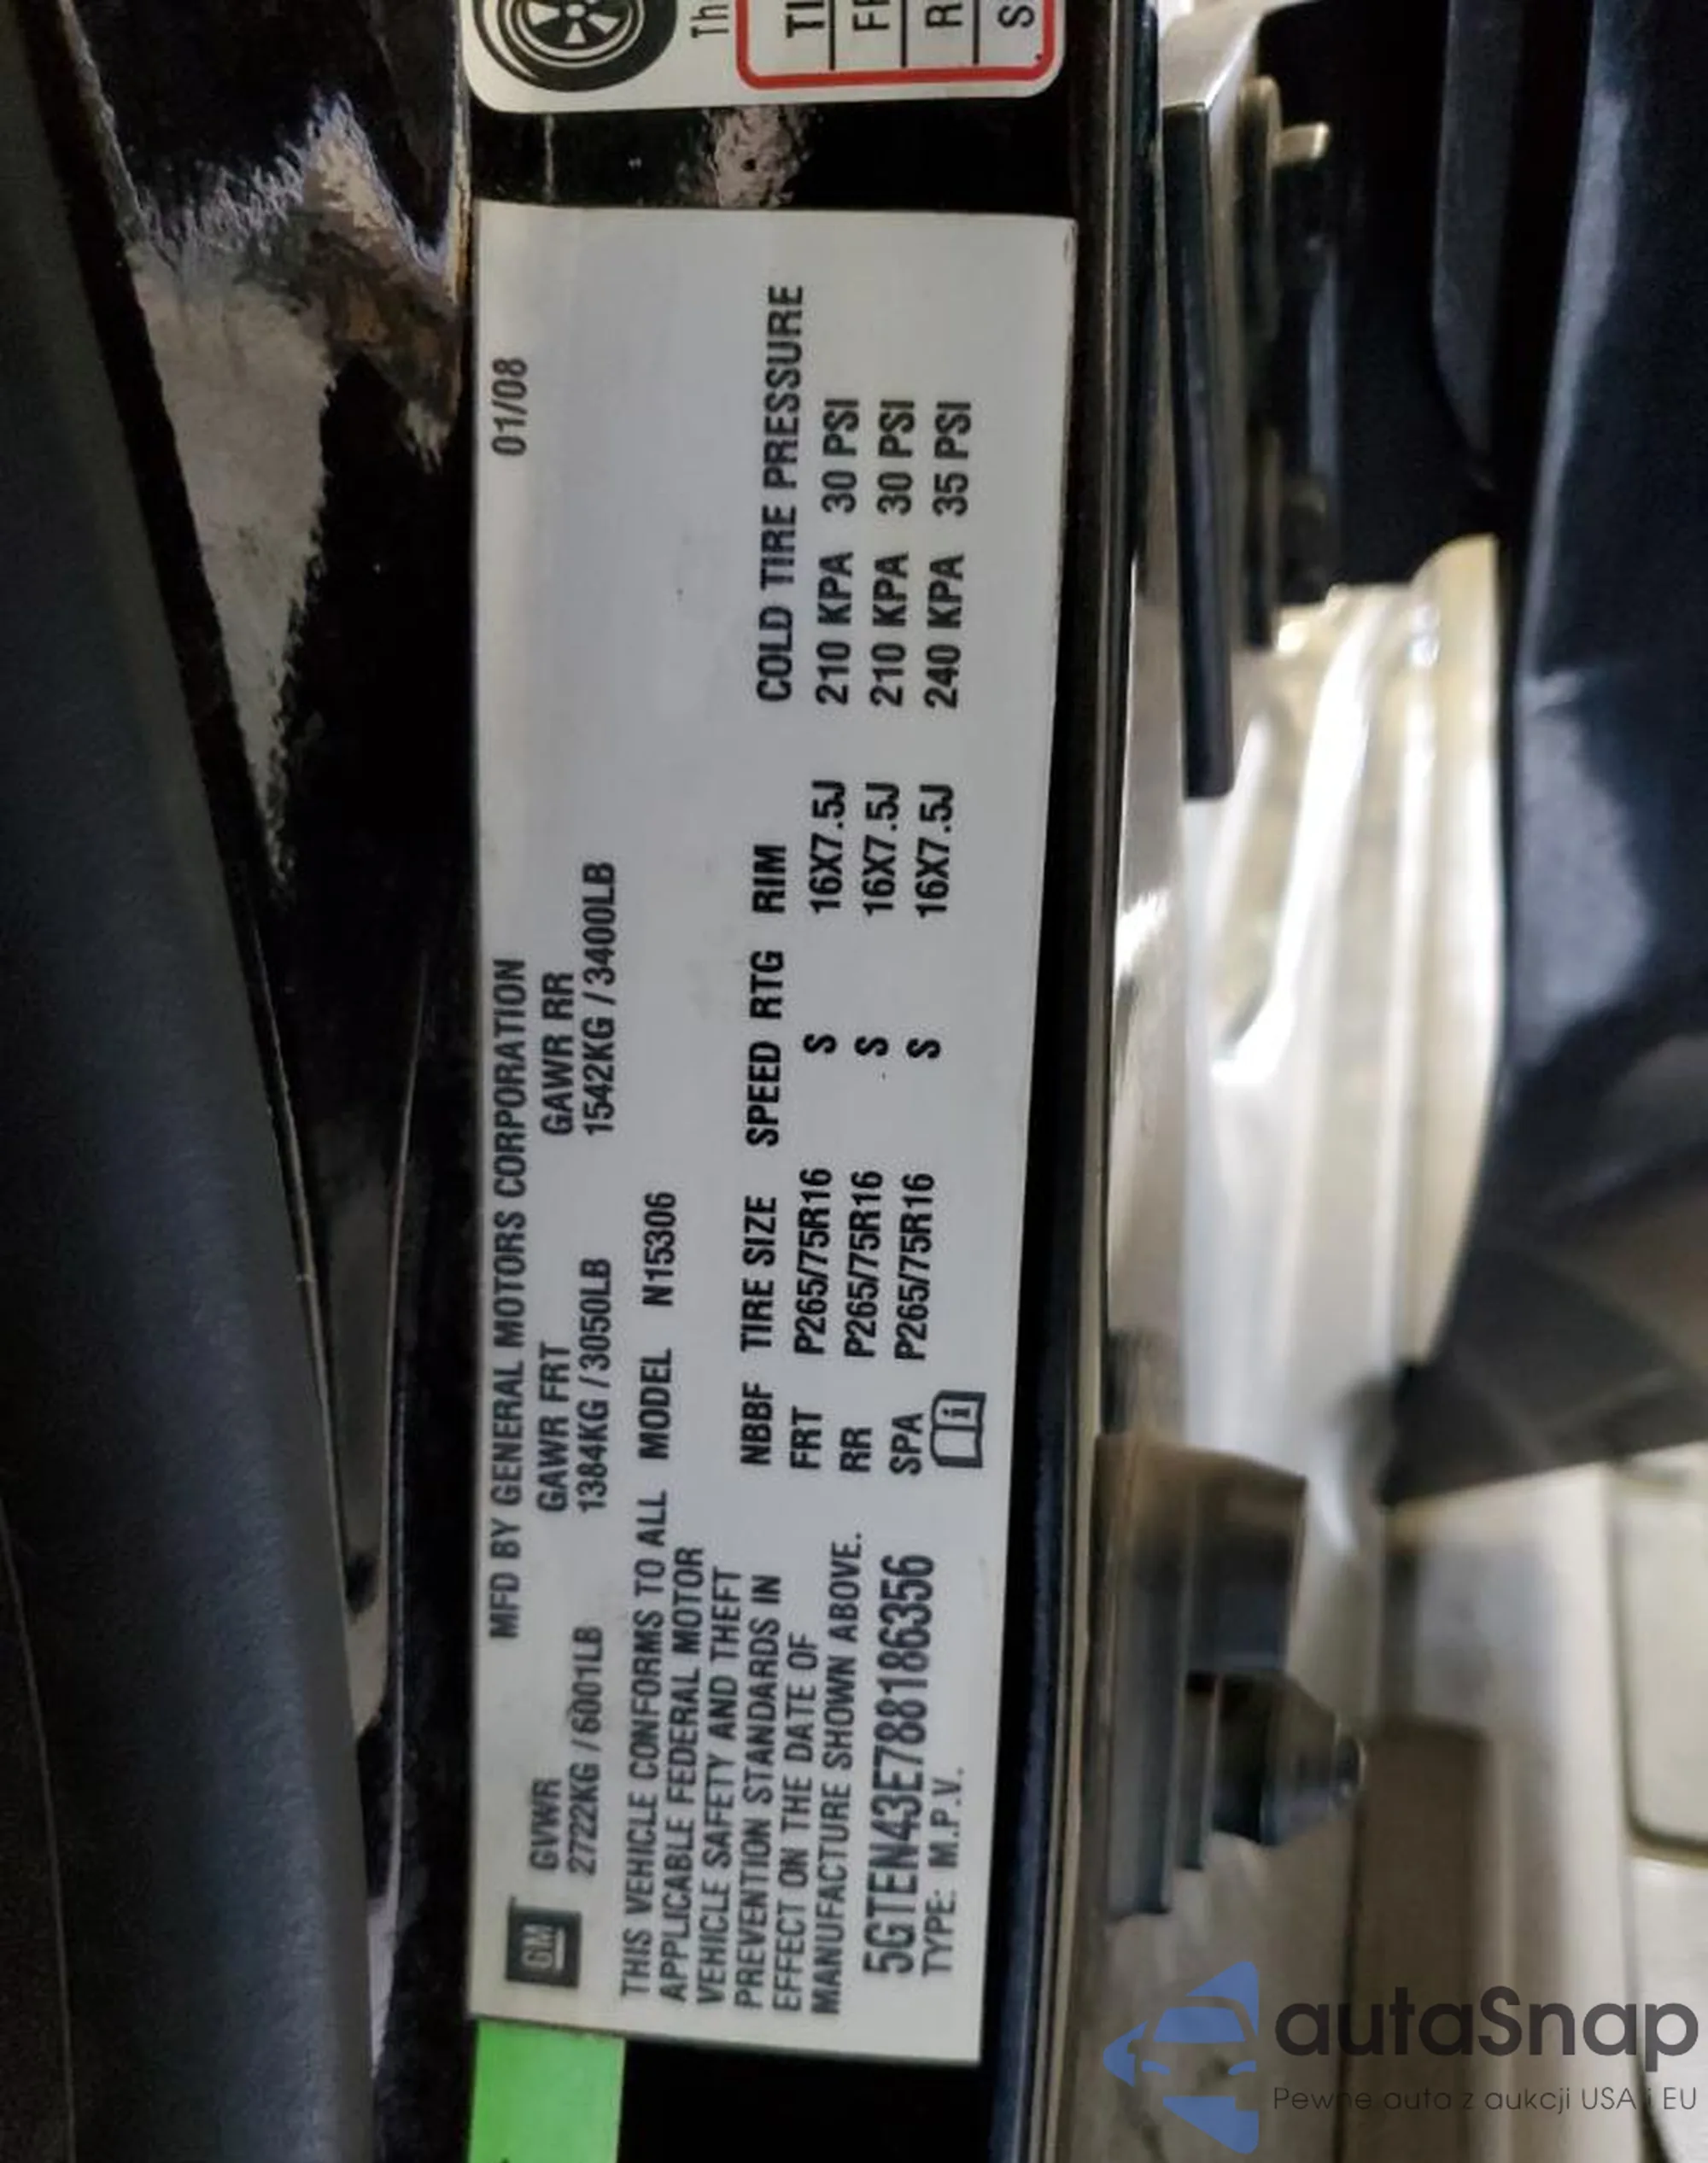 Th
TI
FR
R
S
MFD BY GENERAL MOTORS CORPORATION 01/08
GM
GVWR GAWR FRT GAWR RR
2722KG / 6001LB 1384KG / 3050LB 1542KG / 3400LB
THIS VEHICLE CONFORMS TO ALL MODEL N15306
APPLICABLE FEDERAL MOTOR
VEHICLE SAFETY AND THEFT
PREVENTION STANDARDS IN
EFFECT ON THE DATE OF
MANUFACTURE SHOWN ABOVE.
5GTEN43E788186356
TYPE: M.P.V.
NBBF TIRE SIZE SPEED RTG RIM COLD TIRE PRESSURE
FRT P265/75R16 S 16X7.5J 210 KPA 30 PSI
RR P265/75R16 S 16X7.5J 210 KPA 30 PSI
SPA P265/75R16 S 16X7.5J 240 KPA 35 PSI
i
autaSnap
Pewne auta z aukcji USA i EU